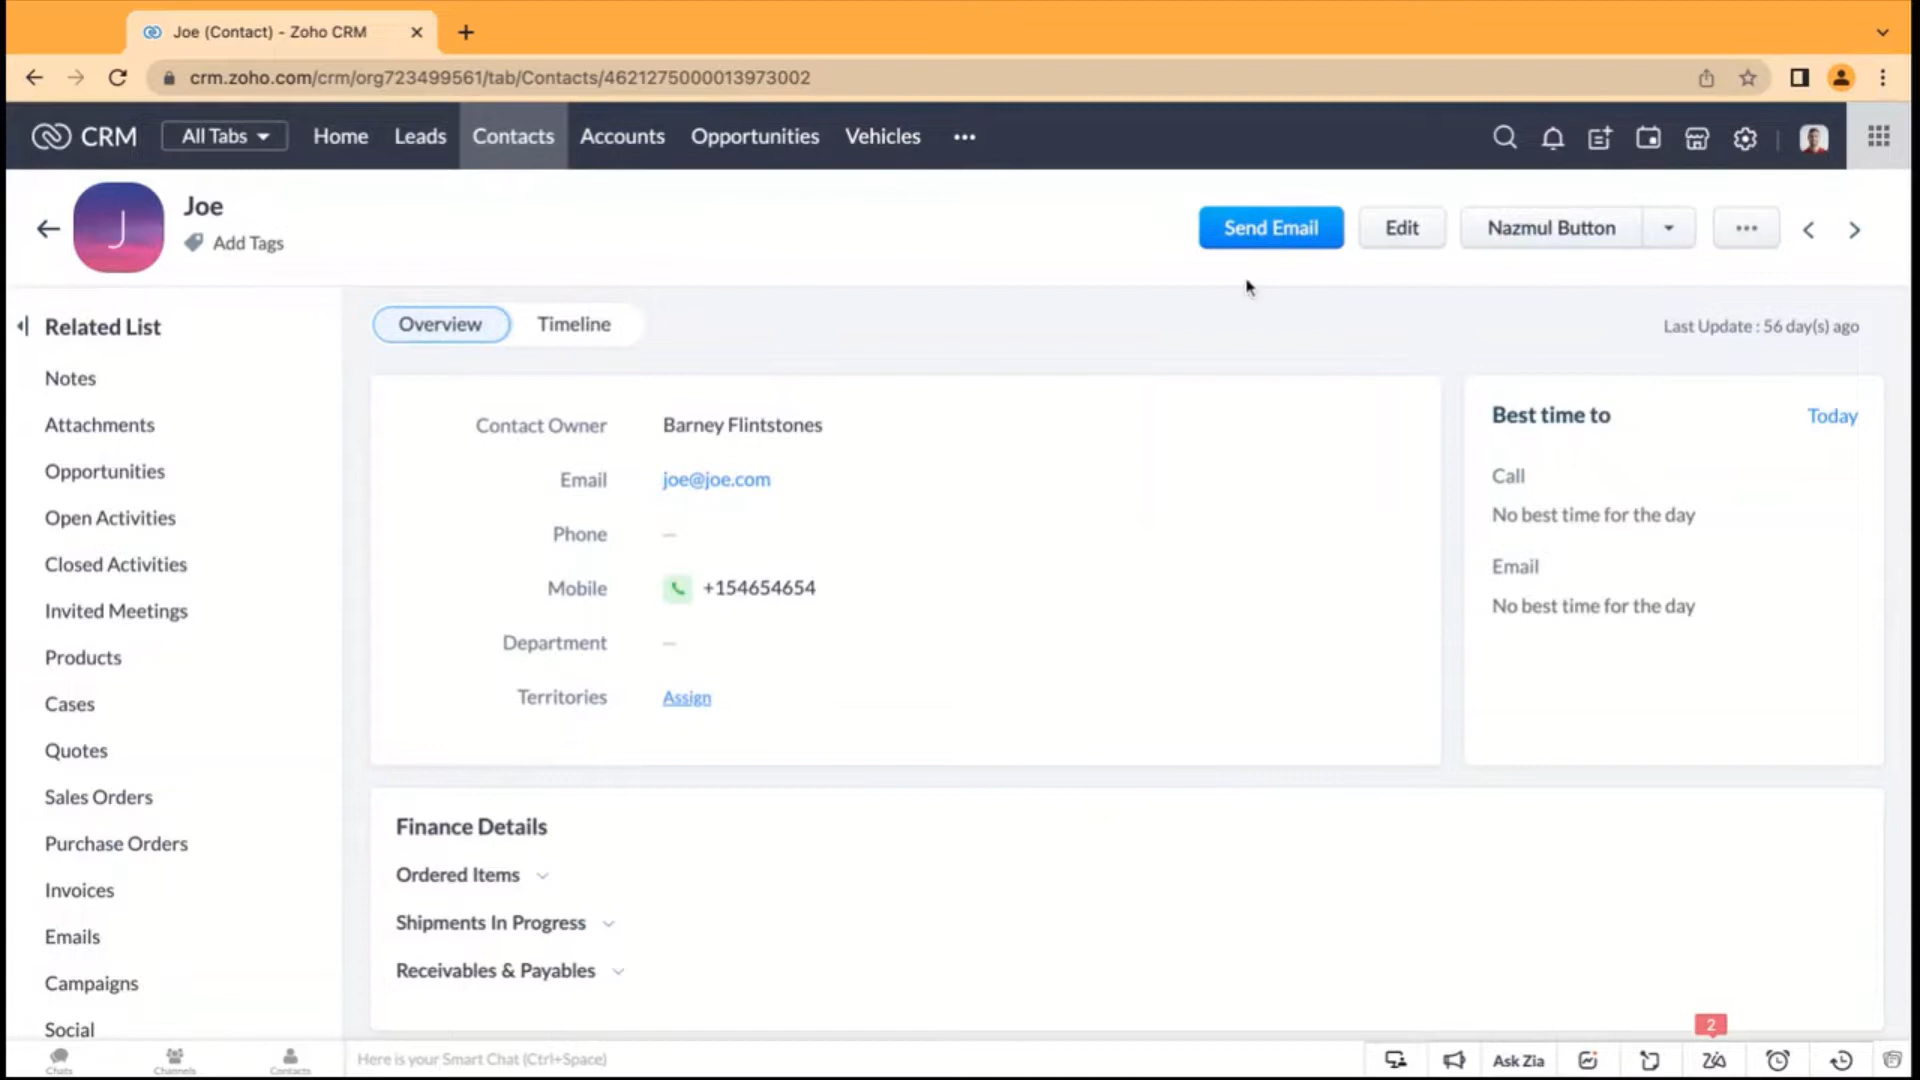 Joe (Contact) - Zoho CRM
crm.zoho.com/crm/org723499561/tab/Contacts/4621275000013973002
CRM All Tabs Home Leads Contacts Accounts Opportunities Vehicles
J
Joe
Add Tags
Send Email Edit Nazmul Button
Related List
Notes
Attachments
Opportunities
Open Activities
Closed Activities
Invited Meetings
Products
Cases
Quotes
Sales Orders
Purchase Orders
Invoices
Emails
Campaigns
Social
Overview Timeline
Last Update : 56 day(s) ago
Contact Owner Barney Flintstones
Email joe@joe.com
Phone —
Mobile +154654654
Department —
Territories Assign
Best time to Today
Call
No best time for the day
Email
No best time for the day
Finance Details
Ordered Items
Shipments In Progress
Receivables & Payables
2
Chats Channels Contacts Here is your Smart Chat (Ctrl+Space) Ask Zia